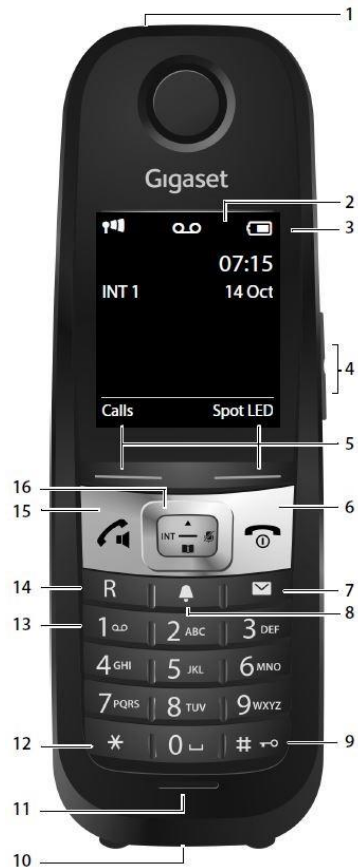 1
Gigaset
2
3
07:15
INT 1 14 Oct
4
Calls Spot LED
5
16
6
15
INT
14 R 7
8
13 1 2 ABC 3 DEF
4 GHI 5 JKL 6 MNO
7 PQRS 8 TUV 9 WXYZ
12 * 0 # 9
11
10